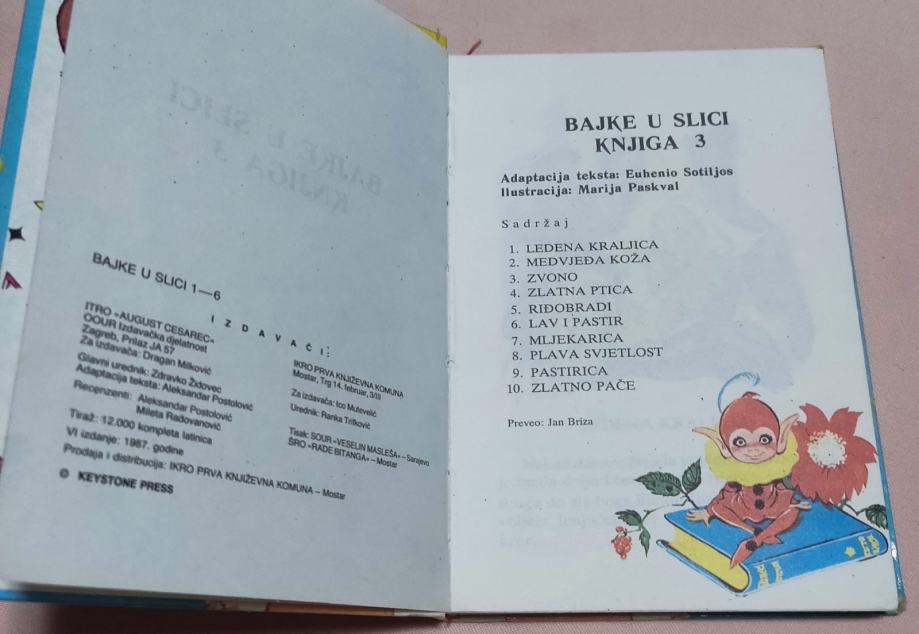 BAJKE U SLICI 1—6
I Z D A V A Č I:
ITRO »AUGUST CESAREC«
OOUR Izdavačka djelatnost
Zagreb, Prilaz JA 57
Za izdavača: Dragan Milković
Glavni urednik: Zdravko Židovec
Adaptacija teksta: Aleksandar Postolović
Recenzenti: Aleksandar Postolović
Mileta Radovanović
Tiraž: 12.000 kompleta latinica
VI izdanje: 1987. godine
Prodaja i distribucija: IKRO PRVA KNJIŽEVNA KOMUNA – Mostar
© KEYSTONE PRESS
IKRO PRVA KNJIŽEVNA KOMUNA
Mostar, Trg 14. februar, 3/III
Za izdavača: Ico Mutevelić
Urednik: Ranka Trifković
Tisak: SOUR »VESELIN MASLEŠA« – Sarajevo
ŠRO »RADE BITANGA« – Mostar
BAJKE U SLICI
KNJIGA 3
Adaptacija teksta: Euhenio Sotiljos
Ilustracija: Marija Paskval
Sadržaj
1. LEDENA KRALJICA
2. MEDVJEĐA KOŽA
3. ZVONO
4. ZLATNA PTICA
5. RIĐOBRADI
6. LAV I PASTIR
7. MLJEKARICA
8. PLAVA SVJETLOST
9. PASTIRICA
10. ZLATNO PAČE
Preveo: Jan Briza